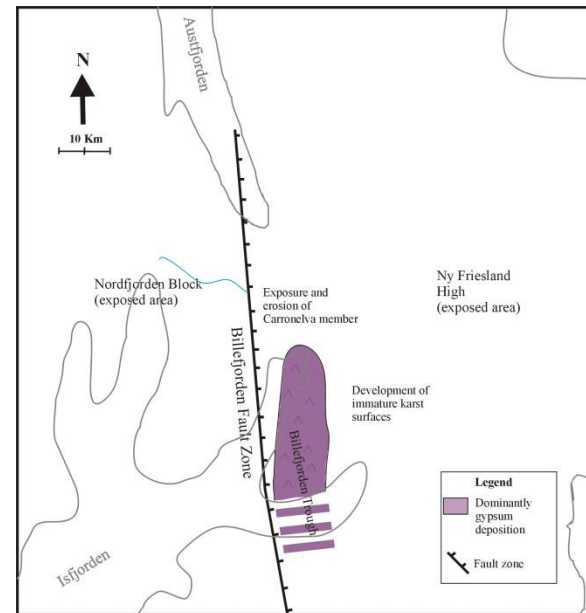 Austfjorden
N
10 Km
Nordfjorden Block
(exposed area)
Exposure and
erosion of
Carronelva member
Ny Friesland
High
(exposed area)
Billefjorden Fault Zone
Development of
immature karst
surfaces
Billefjorden Trough
Isfjorden
Legend
Dominantly
gypsum
deposition
Fault zone